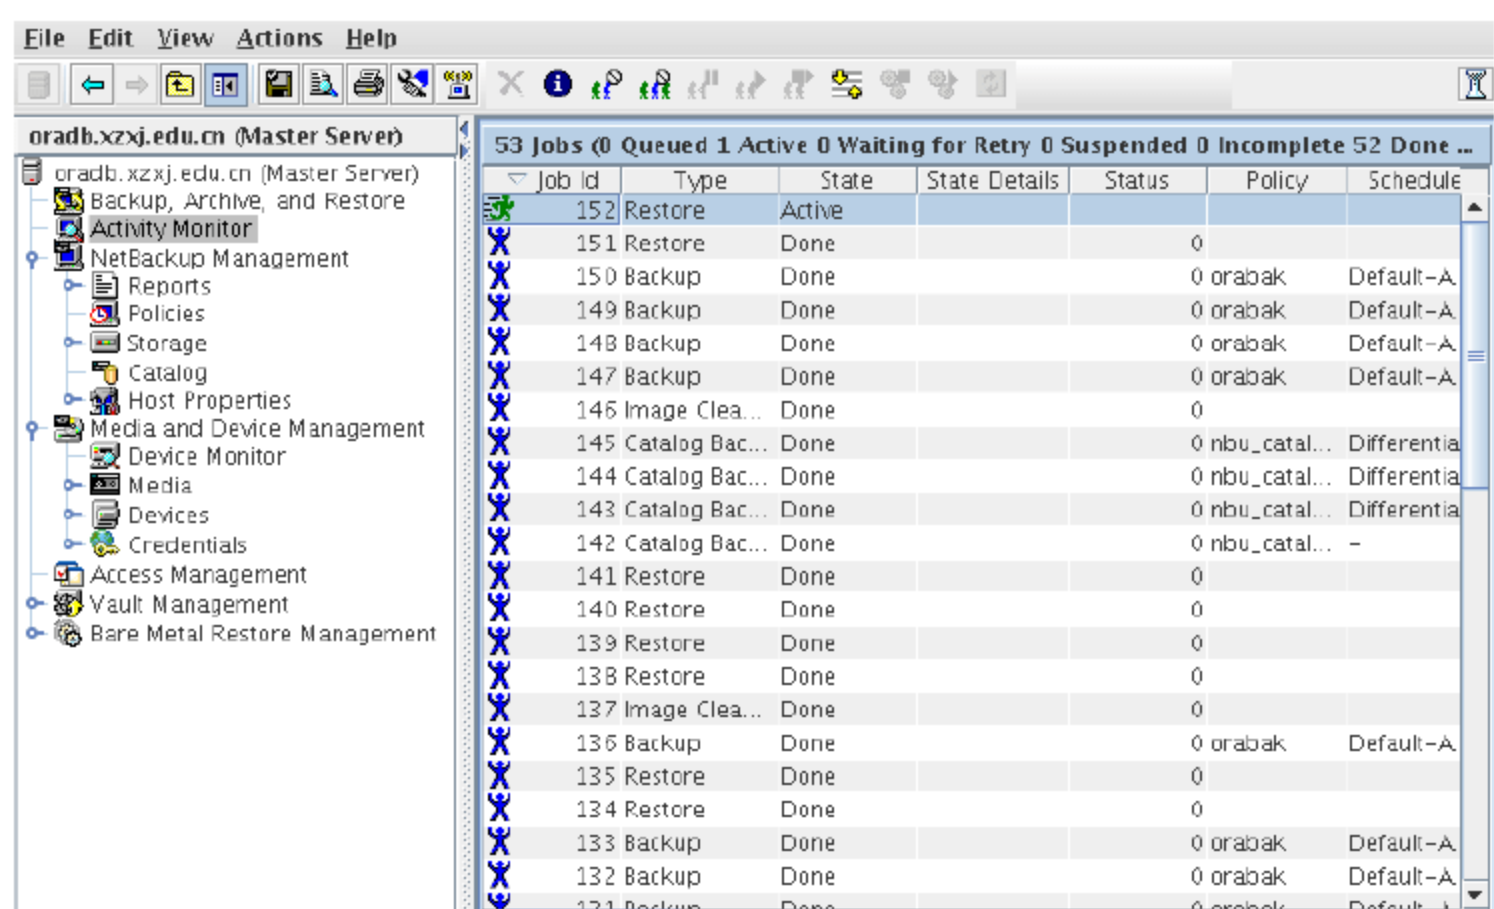 File Edit View Actions Help
oradb.xzxj.edu.cn (Master Server)
oradb.xzxj.edu.cn (Master Server)
Backup, Archive, and Restore
Activity Monitor
NetBackup Management
Reports
Policies
Storage
Catalog
Host Properties
Media and Device Management
Device Monitor
Media
Devices
Credentials
Access Management
Vault Management
Bare Metal Restore Management
53 Jobs (0 Queued 1 Active 0 Waiting for Retry 0 Suspended 0 Incomplete 52 Done ...
Job Id Type State State Details Status Policy Schedule
152 Restore Active
151 Restore Done 0
150 Backup Done 0 orabak Default-A
149 Backup Done 0 orabak Default-A
148 Backup Done 0 orabak Default-A
147 Backup Done 0 orabak Default-A
146 Image Clea... Done 0
145 Catalog Bac... Done 0 nbu_catal... Differentia
144 Catalog Bac... Done 0 nbu_catal... Differentia
143 Catalog Bac... Done 0 nbu_catal... Differentia
142 Catalog Bac... Done 0 nbu_catal... -
141 Restore Done 0
140 Restore Done 0
139 Restore Done 0
138 Restore Done 0
137 Image Clea... Done 0
136 Backup Done 0 orabak Default-A
135 Restore Done 0
134 Restore Done 0
133 Backup Done 0 orabak Default-A
132 Backup Done 0 orabak Default-A
131 Backup Done 0 orabak Default-A